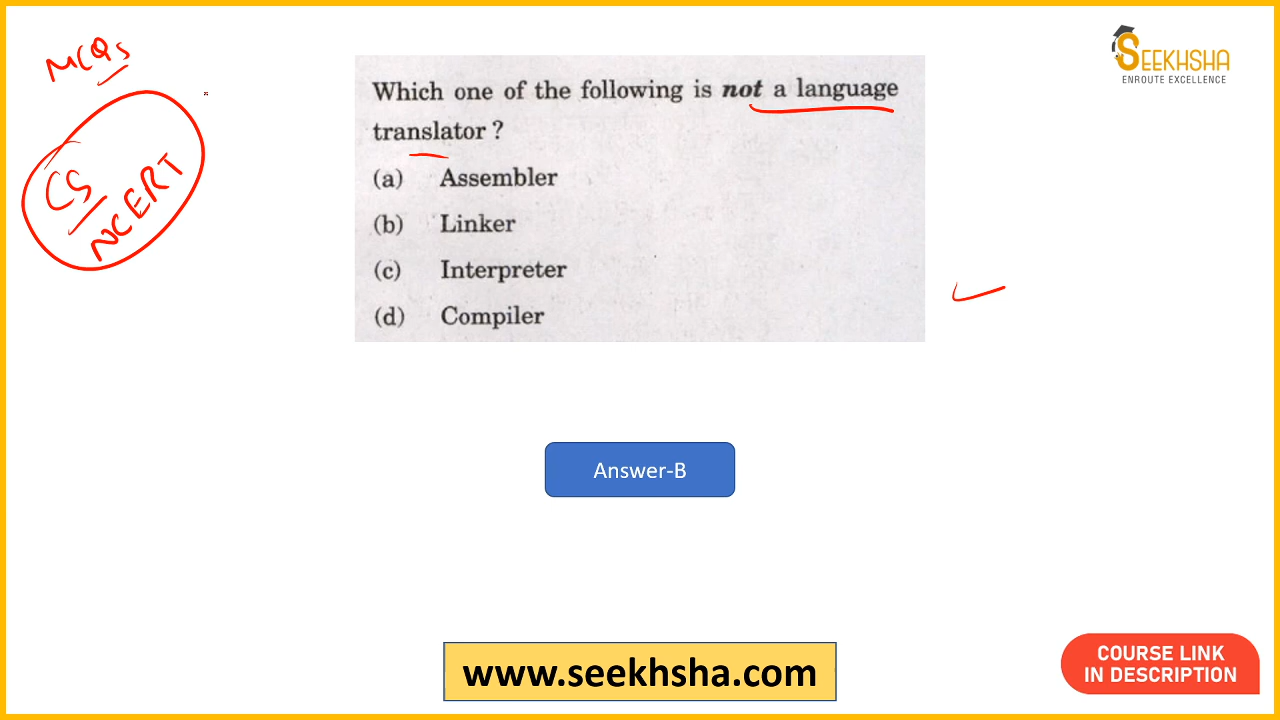 MCQs
CS
NCERT
SEEKHSHA
ENROUTE EXCELLENCE
Which one of the following is not a language
translator ?
(a) Assembler
(b) Linker
(c) Interpreter
(d) Compiler
Answer-B
www.seekhsha.com
COURSE LINK
IN DESCRIPTION